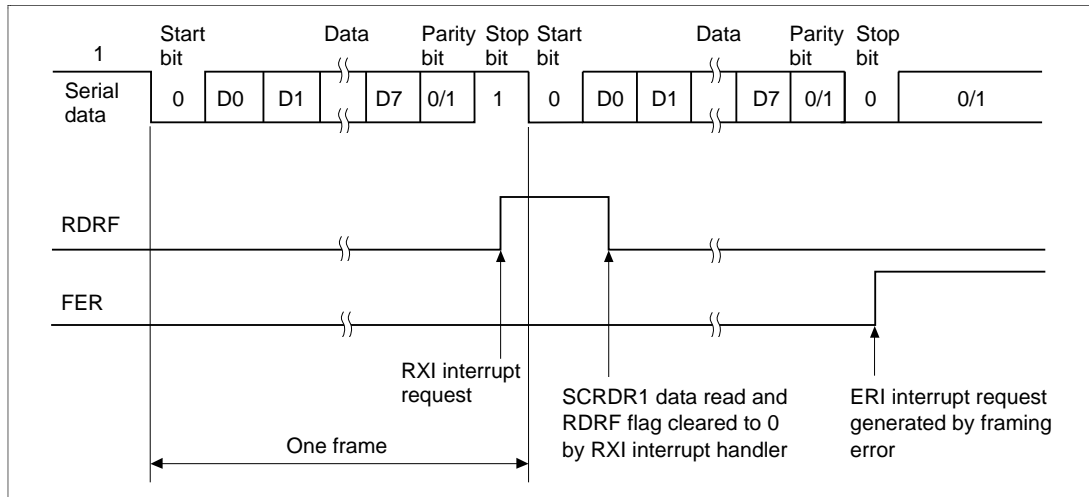 1
Start
bit
Data
Parity
bit
Stop
bit
Start
bit
Data
Parity
bit
Stop
bit
Serial
data
0
D0
D1
D7
0/1
1
0
D0
D1
D7
0/1
0
0/1
RDRF
FER
RXI interrupt
request
SCRDR1 data read and
RDRF flag cleared to 0
by RXI interrupt handler
ERI interrupt request
generated by framing
error
One frame